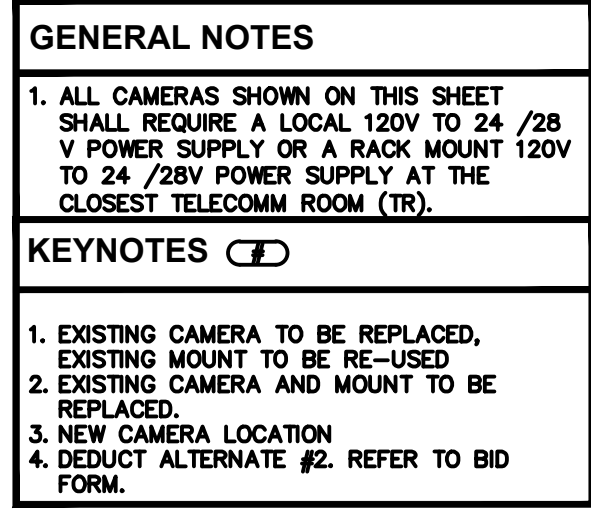 GENERAL NOTES
1. ALL CAMERAS SHOWN ON THIS SHEET
SHALL REQUIRE A LOCAL 120V TO 24 /28
V POWER SUPPLY OR A RACK MOUNT 120V
TO 24 /28V POWER SUPPLY AT THE
CLOSEST TELECOMM ROOM (TR).
KEYNOTES #
1. EXISTING CAMERA TO BE REPLACED,
EXISTING MOUNT TO BE RE-USED
2. EXISTING CAMERA AND MOUNT TO BE
REPLACED.
3. NEW CAMERA LOCATION
4. DEDUCT ALTERNATE #2. REFER TO BID
FORM.